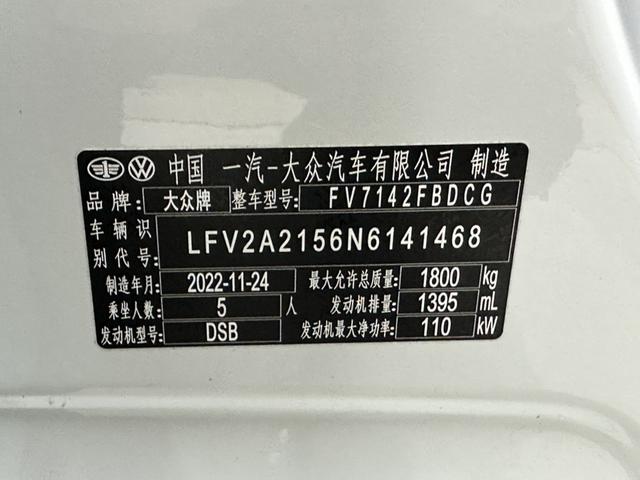 中国 一汽-大众汽车有限公司 制造
品牌: 大众牌 整车型号: FV7142FBDCG
车辆识别代号: LFV2A2156N6141468
制造年月: 2022-11-24 最大允许总质量: 1800 kg
乘坐人数: 5 人 发动机排量: 1395 mL
发动机型号: DSB 发动机最大净功率: 110 kW